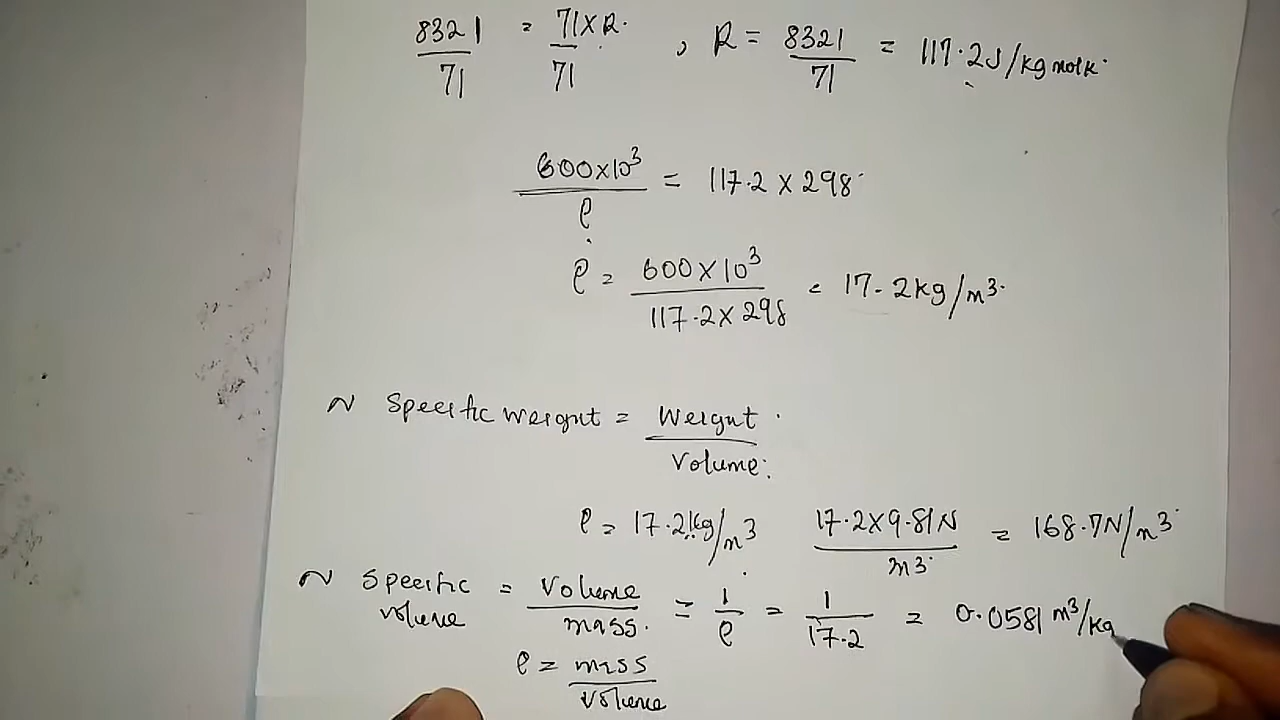 8321/71 = 71×R/71 , R = 8321/71 = 117.2J/kg molk
600×10³/ρ = 117.2 × 298
ρ = 600×10³/117.2×298 = 17.2kg/m³
~ Specific weight = Weight/Volume
ρ = 17.2kg/m³ 17.2×9.81N/m³ = 168.7N/m³
~ Specific volume = Volume/mass = 1/ρ = 1/17.2 = 0.0581 m³/kg
ρ = mass/volume